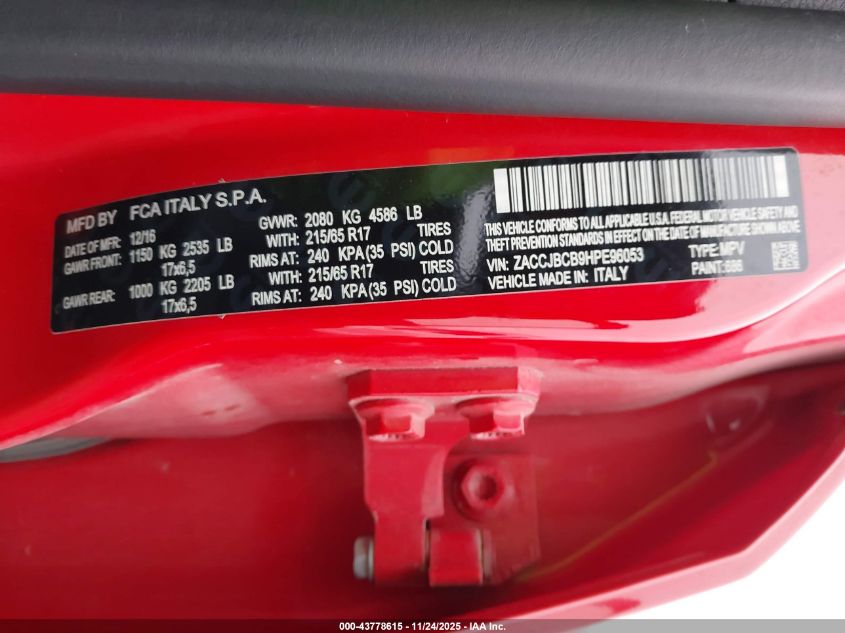 MFD BY FCA ITALY S.P.A.
DATE OF MFR: 12/16 GVWR: 2080 KG 4586 LB
GAWR FRONT: 1150 KG 2535 LB WITH: 215/65 R17 TIRES
17x6,5 RIMS AT: 240 KPA(35 PSI) COLD
GAWR REAR: 1000 KG 2205 LB WITH: 215/65 R17 TIRES
17x6,5 RIMS AT: 240 KPA(35 PSI) COLD
THIS VEHICLE CONFORMS TO ALL APPLICABLE U.S.A. FEDERAL MOTOR VEHICLE SAFETY AND
THEFT PREVENTION STANDARDS IN EFFECT ON THE DATE OF MANUFACTURE SHOWN ABOVE.
VIN: ZACCJBCB9HPE96053 TYPE: MPV
VEHICLE MADE IN: ITALY PAINT:
000-43778615 - 11/24/2025 - IAA Inc.